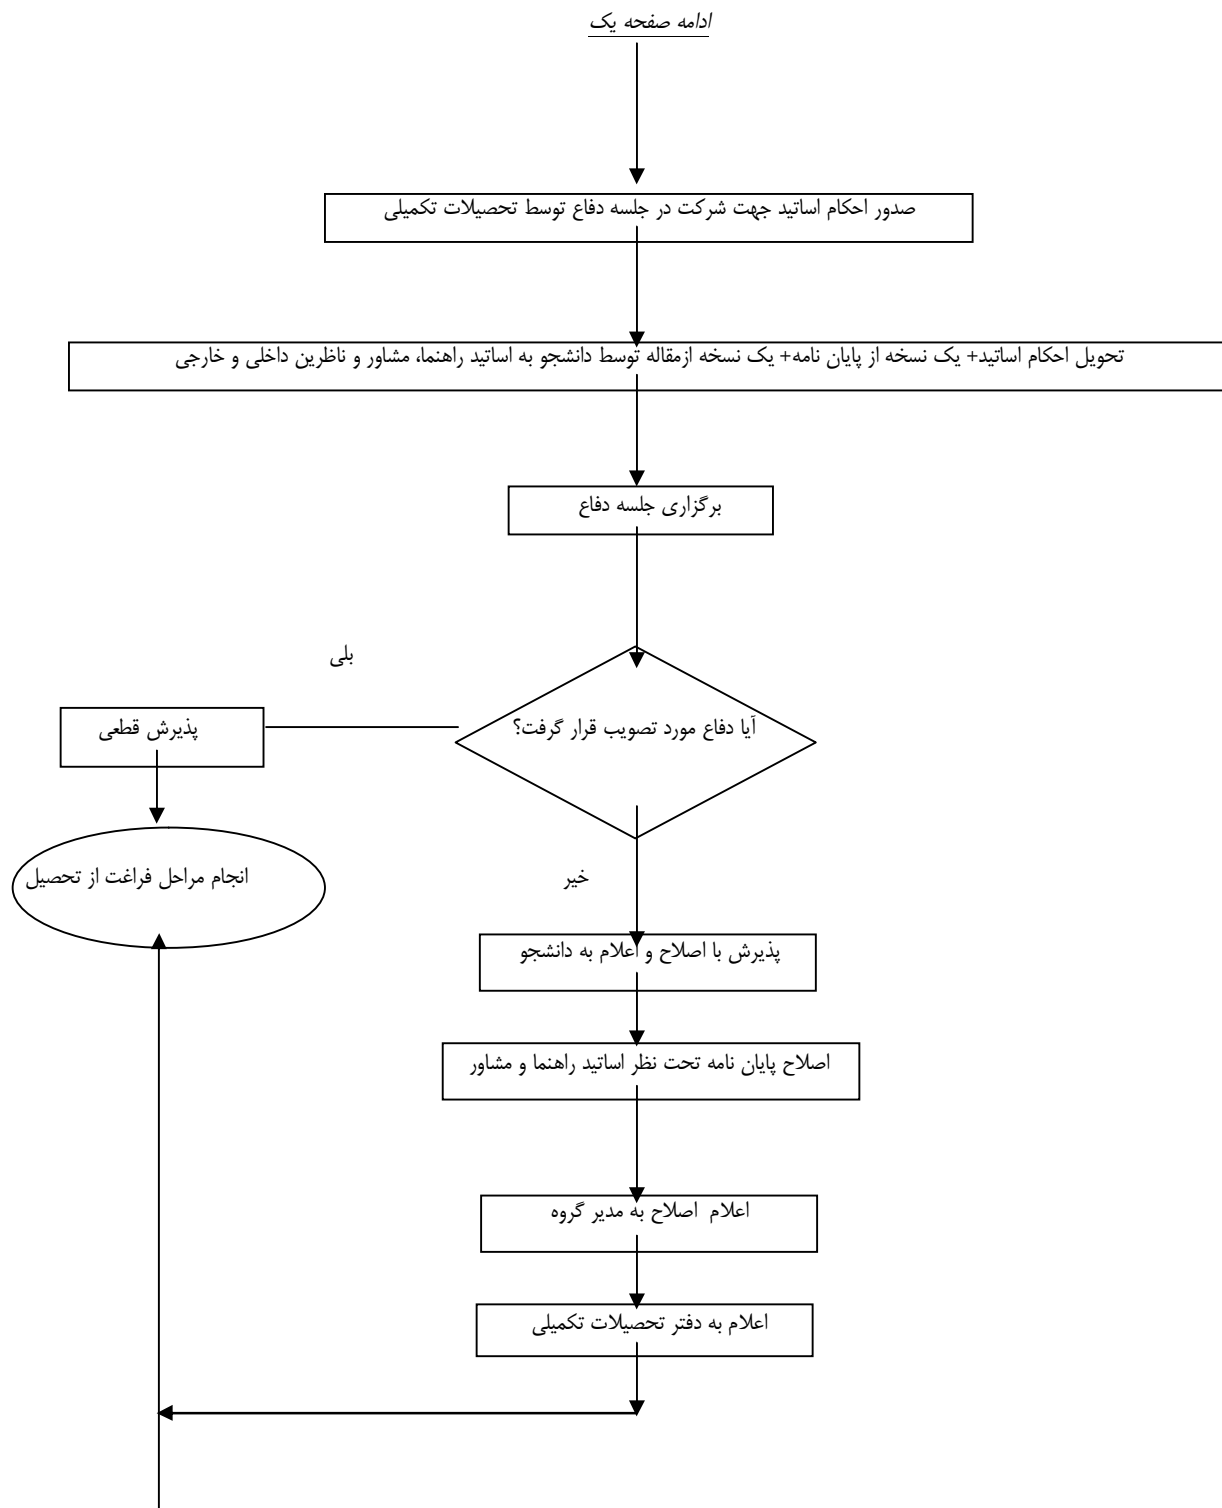 ادامه صفحه یک
صدور احکام اساتید جهت شرکت در جلسه دفاع توسط تحصیلات تکمیلی
تحویل احکام اساتید+ یک نسخه از پایان نامه+ یک نسخه ازمقاله توسط دانشجو به اساتید راهنما، مشاور و ناظرین داخلی و خارجی
برگزاری جلسه دفاع
بلی
آیا دفاع مورد تصویب قرار گرفت؟
پذیرش قطعی
انجام مراحل فراغت از تحصیل
خیر
پذیرش با اصلاح و اعلام به دانشجو
اصلاح پایان نامه تحت نظر اساتید راهنما و مشاور
اعلام اصلاح به مدیر گروه
اعلام به دفتر تحصیلات تکمیلی